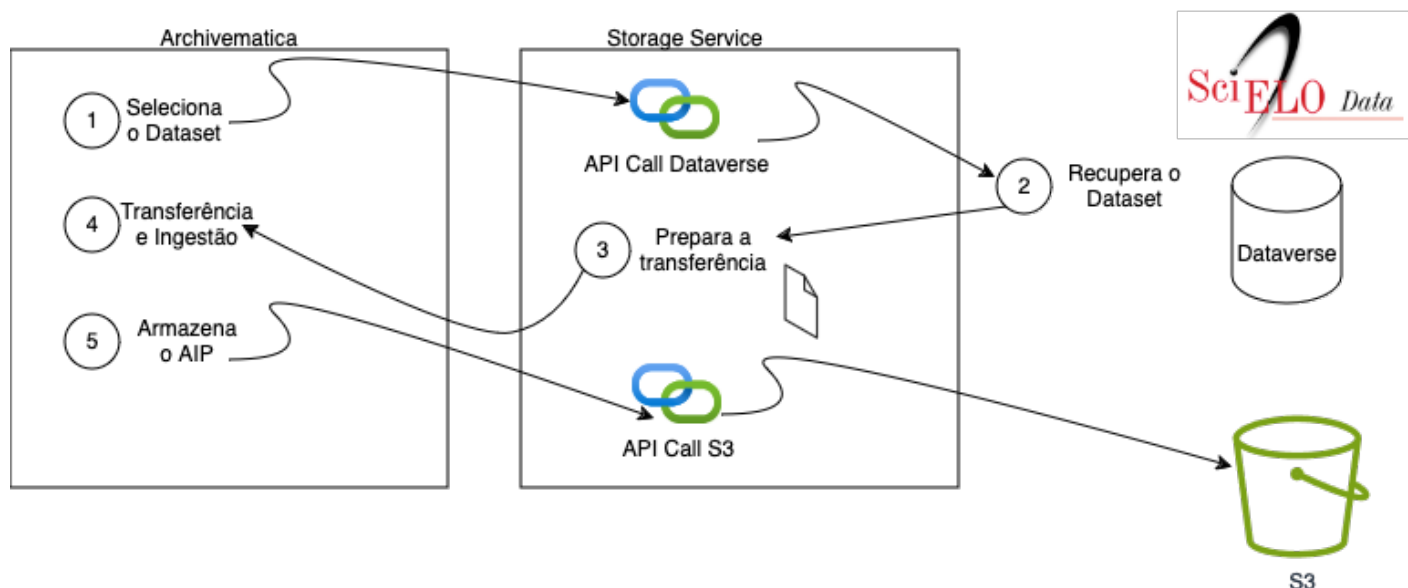 Archivematica
Storage Service
SciELO Data
1
Seleciona
o Dataset
API Call Dataverse
2
Recupera o
Dataset
4
Transferência
e Ingestão
3
Prepara a
transferência
Dataverse
5
Armazena
o AIP
API Call S3
S3